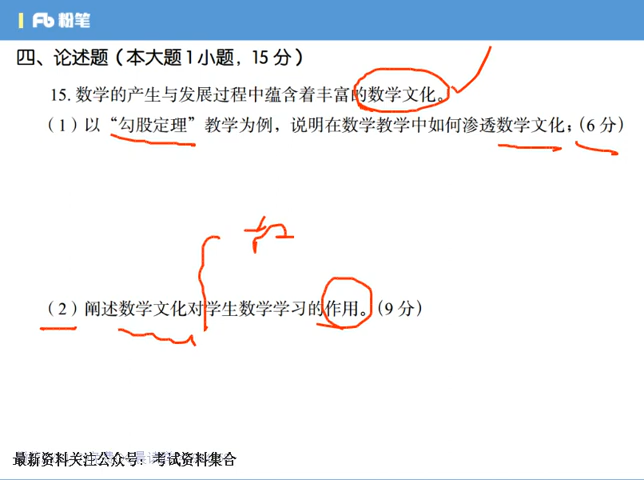 粉笔
四、论述题（本大题1小题，15分）
15. 数学的产生与发展过程中蕴含着丰富的数学文化。
（1）以“勾股定理”教学为例，说明在数学教学中如何渗透数学文化；（6分）
（2）阐述数学文化对学生数学学习的作用。（9分）
最新资料关注公众号：考试资料集合